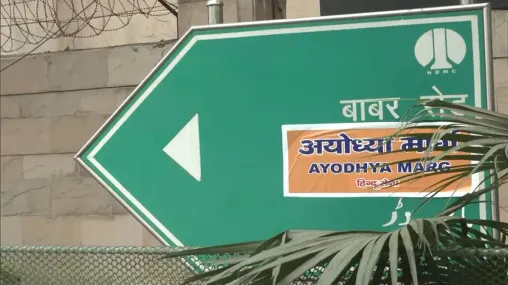 NDMC
बाबर रोड
अयोध्या मार्ग
AYODHYA MARG
हिन्दू सेना